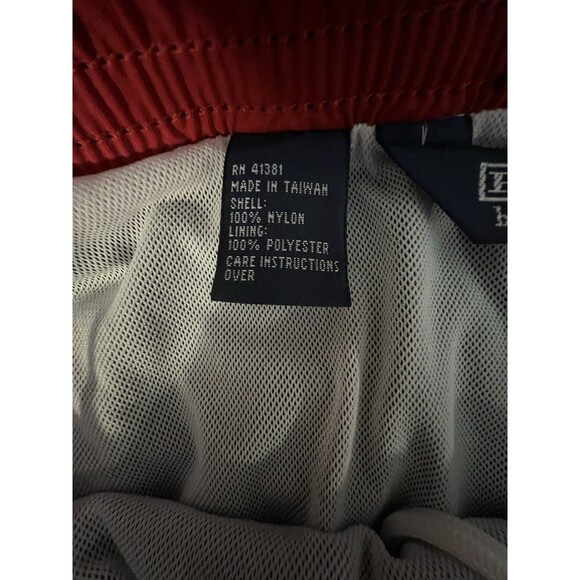 RN 41381
MADE IN TAIWAN
SHELL:
100% NYLON
LINING:
100% POLYESTER
CARE INSTRUCTIONS
OVER